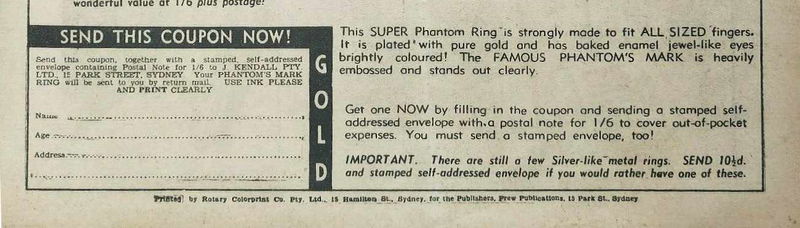 wonderful value at 1/6 plus postage!
SEND THIS COUPON NOW!
Send this coupon, together with a stamped, self-addressed
envelope containing Postal Note for 1/6 to J. KENDALL PTY.
LTD., 15 PARK STREET, SYDNEY. Your PHANTOM'S MARK
RING will be sent to you by return mail. USE INK PLEASE
AND PRINT CLEARLY
Name
Age
Address
GOLD
This SUPER Phantom Ring is strongly made to fit ALL SIZED fingers.
It is plated with pure gold and has baked enamel jewel-like eyes
brightly coloured! The FAMOUS PHANTOM'S MARK is heavily
embossed and stands out clearly.
Get one NOW by filling in the coupon and sending a stamped self-
addressed envelope with a postal note for 1/6 to cover out-of-pocket
expenses. You must send a stamped envelope, too!
IMPORTANT. There are still a few Silver-like metal rings. SEND 10½d.
and stamped self-addressed envelope if you would rather have one of these.
Printed by Rotary Colorprint Co. Pty. Ltd., 15 Hamilton St., Sydney, for the Publishers, Frew Publications, 15 Park St., Sydney